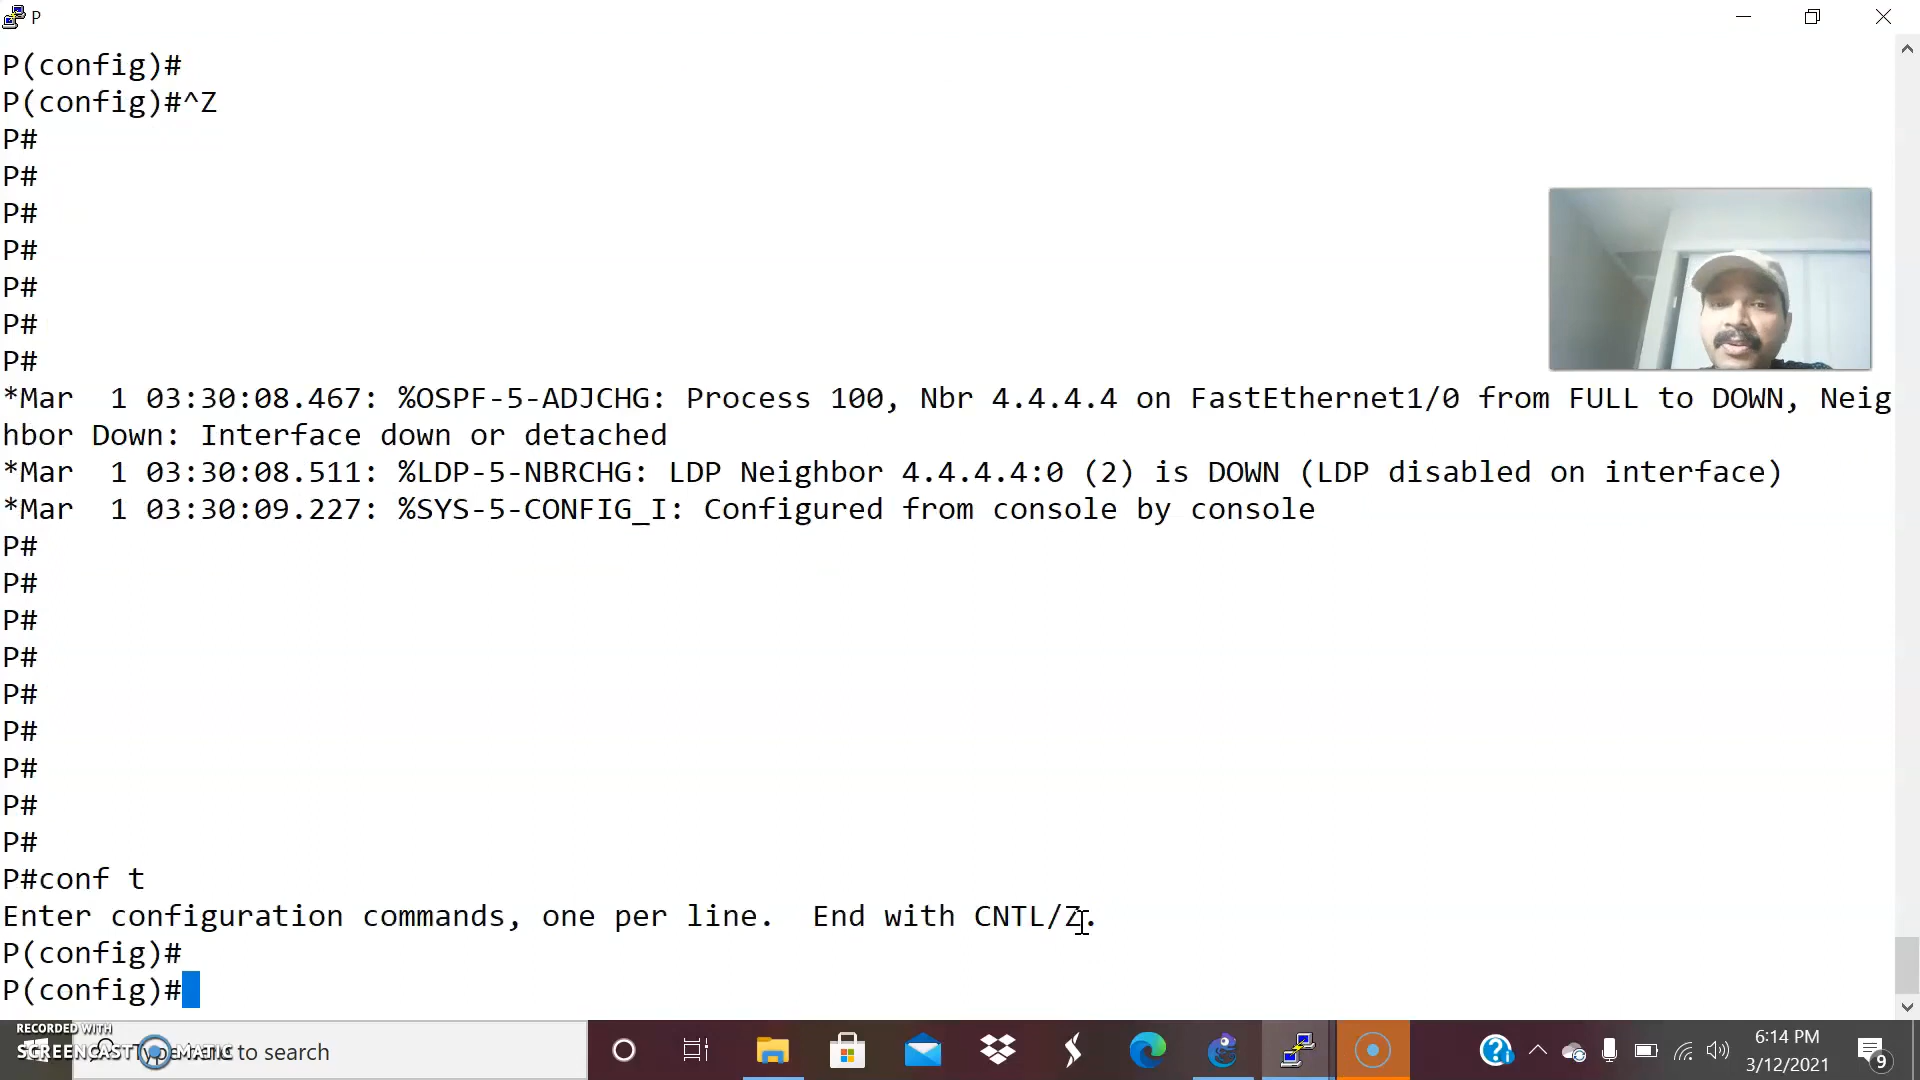 P
P(config)#
P(config)#^Z
P#
P#
P#
P#
P#
P#
P#
*Mar  1 03:30:08.467: %OSPF-5-ADJCHG: Process 100, Nbr 4.4.4.4 on FastEthernet1/0 from FULL to DOWN, Neig
hbor Down: Interface down or detached
*Mar  1 03:30:08.511: %LDP-5-NBRCHG: LDP Neighbor 4.4.4.4:0 (2) is DOWN (LDP disabled on interface)
*Mar  1 03:30:09.227: %SYS-5-CONFIG_I: Configured from console by console
P#
P#
P#
P#
P#
P#
P#
P#
P#
P#conf t
Enter configuration commands, one per line.  End with CNTL/Z.
P(config)#
P(config)#
RECORDED WITH
SCREENCAST MATIC
Type here to search
6:14 PM
3/12/2021
9